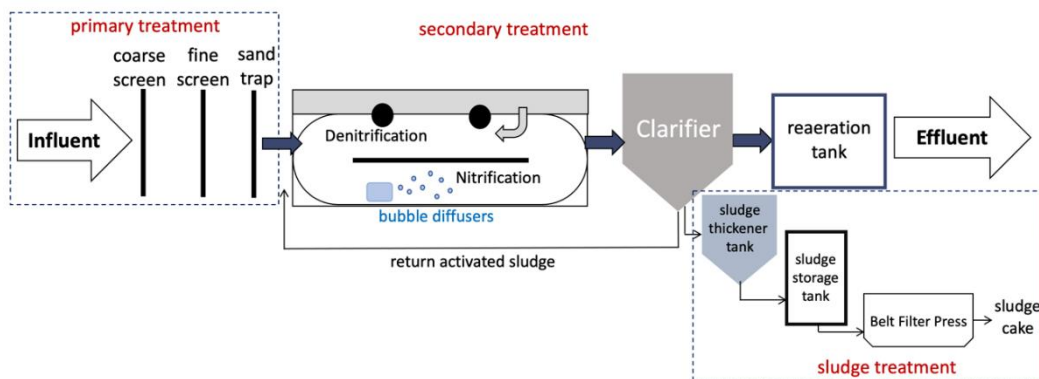 primary treatment
secondary treatment
coarse
screen
fine
screen
sand
trap
Influent
Denitrification
Nitrification
bubble diffusers
Clarifier
reaeration
tank
Effluent
return activated sludge
sludge
thickener
tank
sludge
storage
tank
Belt Filter Press
sludge
cake
sludge treatment